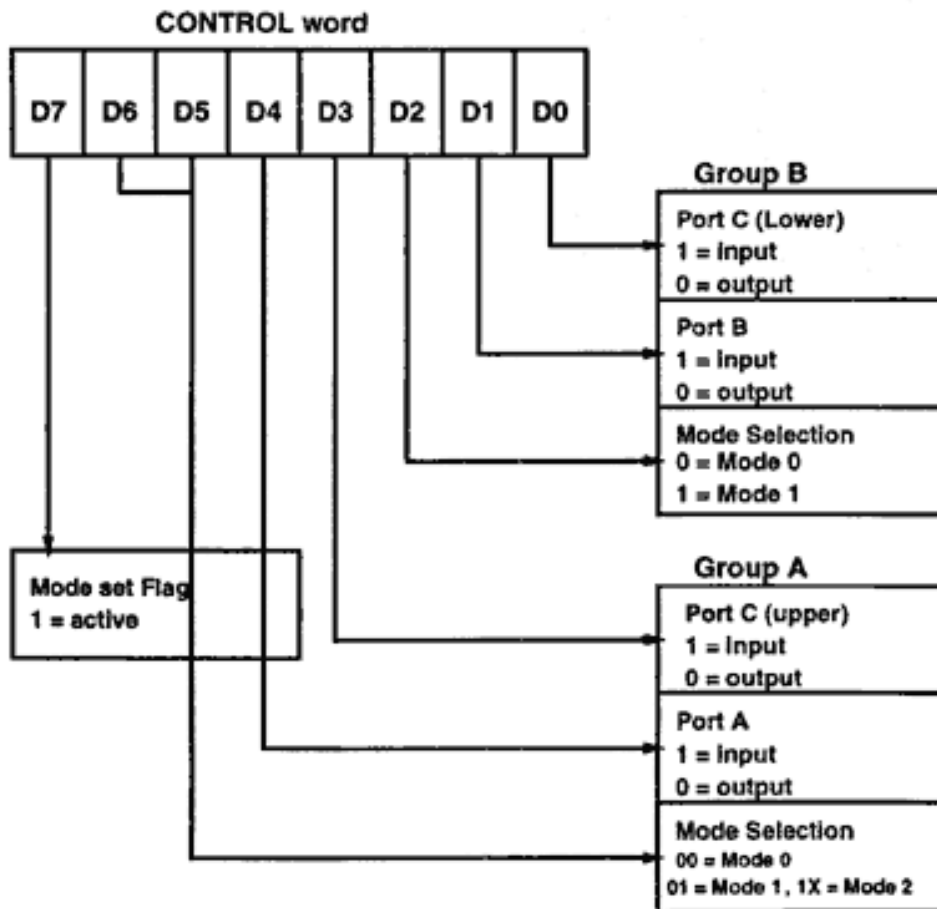 CONTROL word
D7 D6 D5 D4 D3 D2 D1 D0
Group B
Port C (Lower)
1 = input
0 = output
Port B
1 = input
0 = output
Mode Selection
0 = Mode 0
1 = Mode 1
Mode set Flag
1 = active
Group A
Port C (upper)
1 = input
0 = output
Port A
1 = input
0 = output
Mode Selection
00 = Mode 0
01 = Mode 1, 1X = Mode 2